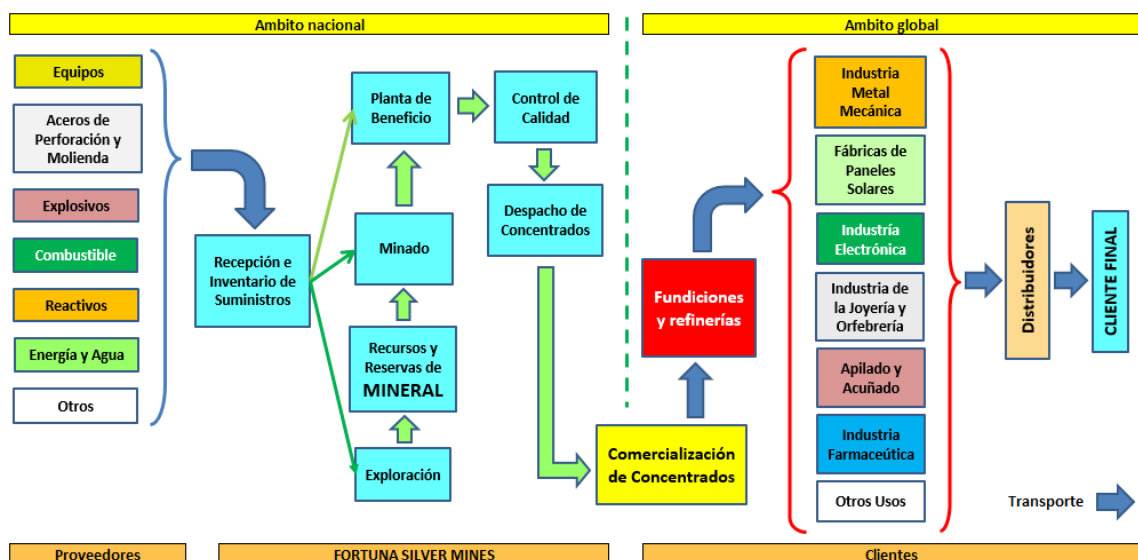 Ambito nacional
Ambito global
Equipos
Aceros de
Perforación y
Molienda
Explosivos
Combustible
Reactivos
Energía y Agua
Otros
Recepción e
Inventario de
Suministros
Planta de
Beneficio
Minado
Recursos y
Reservas de
MINERAL
Exploración
Control de
Calidad
Despacho de
Concentrados
Comercialización
de Concentrados
Fundiciones
y refinerías
Industria
Metal
Mecánica
Fábricas de
Paneles
Solares
Industría
Electrónica
Industria de
la Joyería y
Orfebrería
Apilado y
Acuñado
Industria
Farmaceútica
Otros Usos
Distribuidores
CLIENTE FINAL
Transporte
Proveedores
FORTUNA SILVER MINES
Clientes